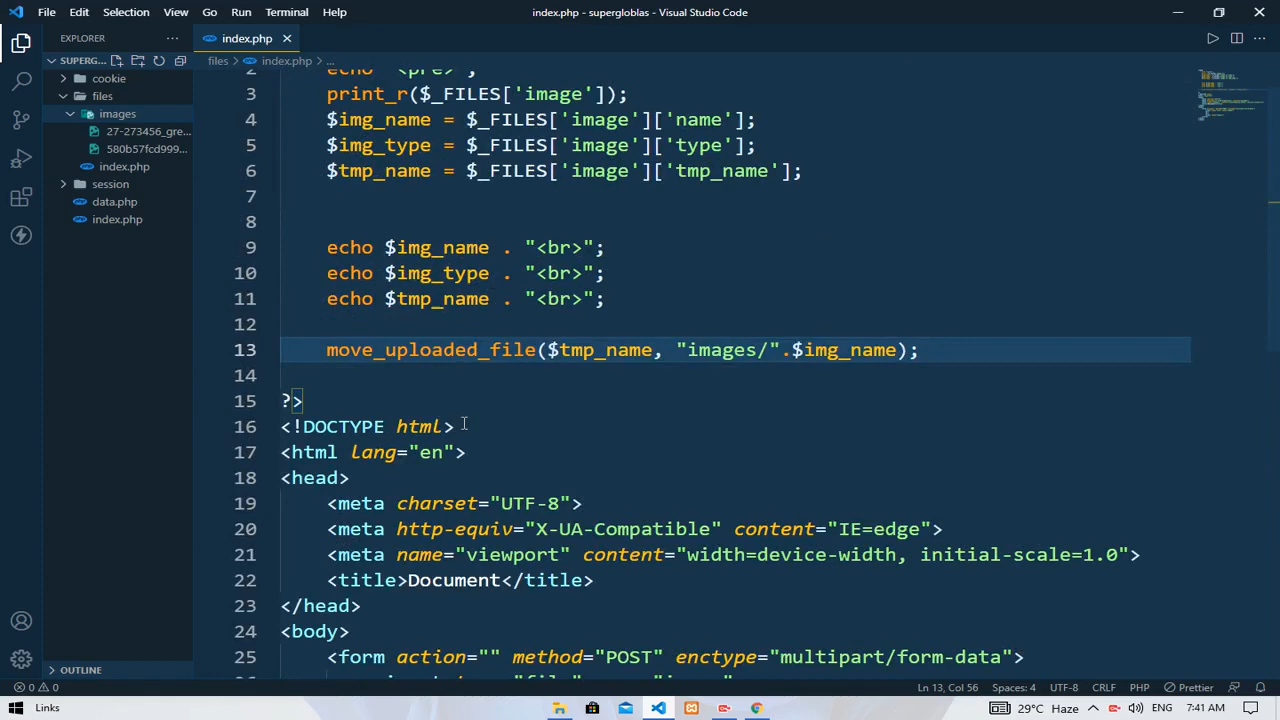 File Edit Selection View Go Run Terminal Help
index.php - supergloblas - Visual Studio Code
EXPLORER
index.php
SUPERG...
files > index.php > ...
cookie
files
images
27-273456_gre...
580b57fcd999...
index.php
session
data.php
index.php
2 echo "<pre>";
3 print_r($_FILES['image']);
4 $img_name = $_FILES['image']['name'];
5 $img_type = $_FILES['image']['type'];
6 $tmp_name = $_FILES['image']['tmp_name'];
7
8
9 echo $img_name . "<br>";
10 echo $img_type . "<br>";
11 echo $tmp_name . "<br>";
12
13 move_uploaded_file($tmp_name, "images/".$img_name);
14
15 ?>
16 <!DOCTYPE html>
17 <html lang="en">
18 <head>
19 <meta charset="UTF-8">
20 <meta http-equiv="X-UA-Compatible" content="IE=edge">
21 <meta name="viewport" content="width=device-width, initial-scale=1.0">
22 <title>Document</title>
23 </head>
24 <body>
25 <form action="" method="POST" enctype="multipart/form-data">
OUTLINE
0 0
Ln 13, Col 56 Spaces: 4 UTF-8 CRLF PHP Prettier
Links
29°C Haze
7:41 AM